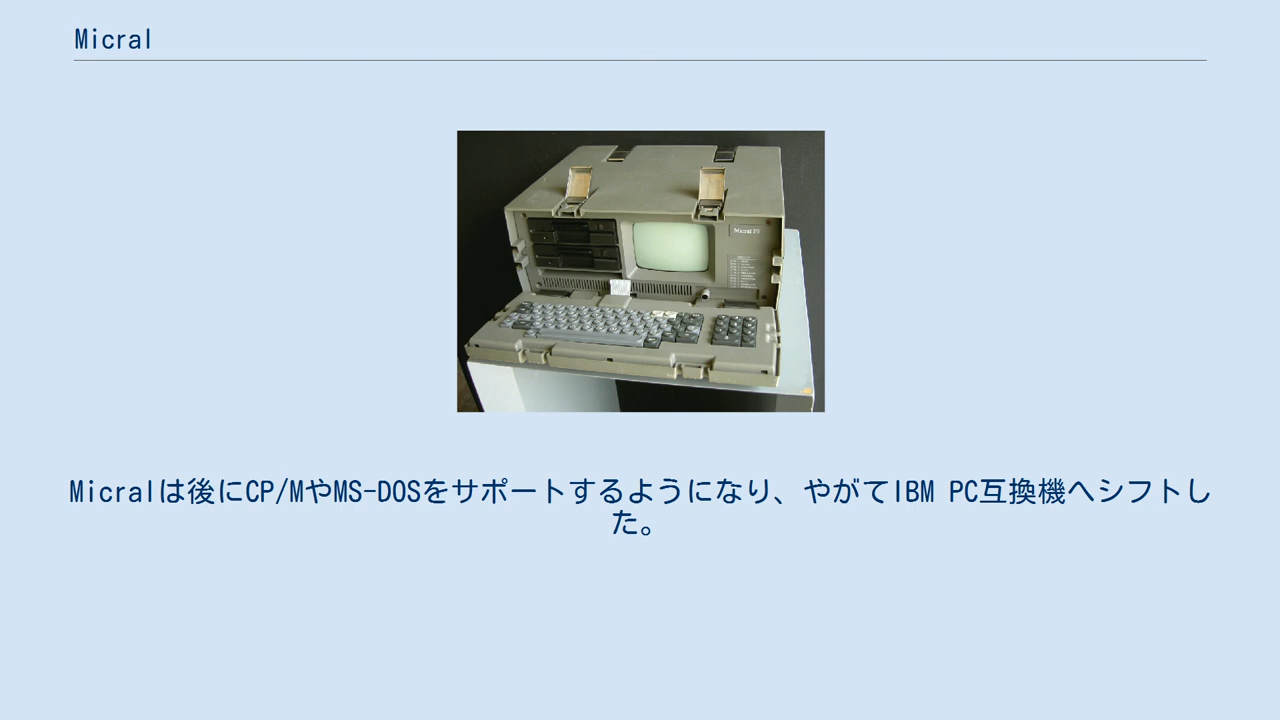 Micral
Micralは後にCP/MやMS-DOSをサポートするようになり、やがてIBM PC互換機へシフトし
た。